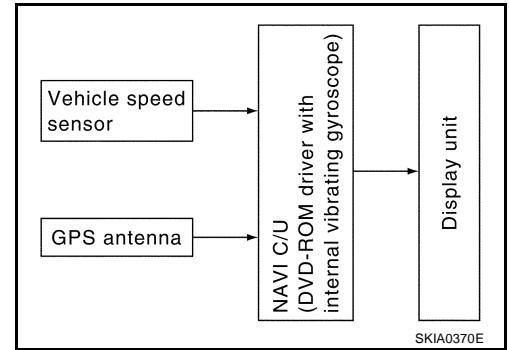 Vehicle speed
sensor
GPS antenna
NAVI C/U
(DVD-ROM driver with
internal vibrating gyroscope)
Display unit
SKIA0370E